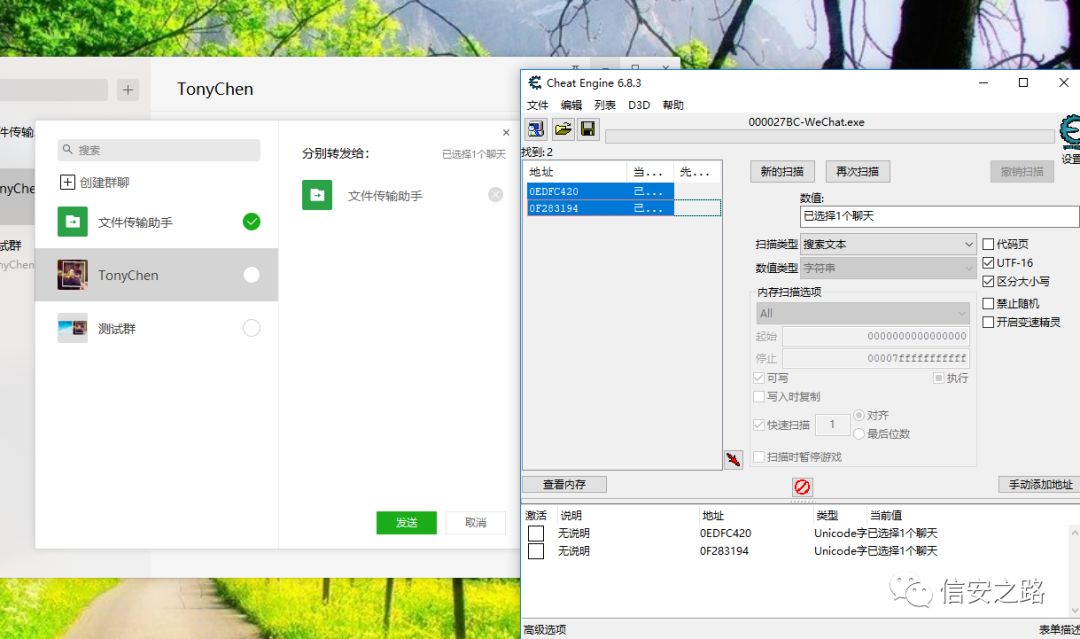 TonyChen
件传输
nyChe
试群
nyChen
搜索
创建群聊
文件传输助手
TonyChen
测试群
分别转发给：
已选择1个聊天
文件传输助手
发送
取消
Cheat Engine 6.8.3
文件 编辑 列表 D3D 帮助
000027BC-WeChat.exe
设置
找到: 2
地址 当... 先...
0EDFC420 已...
0F283194 已...
新的扫描 再次扫描 撤销扫描
数值:
已选择1个聊天
扫描类型 搜索文本
数值类型 字符串
代码页
UTF-16
区分大小写
内存扫描选项
All
禁止随机
开启变速精灵
起始 0000000000000000
停止 00007fffffffffff
可写 执行
写入时复制
快速扫描 1 对齐
最后位数
扫描时暂停游戏
查看内存
手动添加地址
激活 说明 地址 类型 当前值
无说明 0EDFC420 Unicode字已选择1个聊天
无说明 0F283194 Unicode字已选择1个聊天
信安之路
高级选项
表单描述